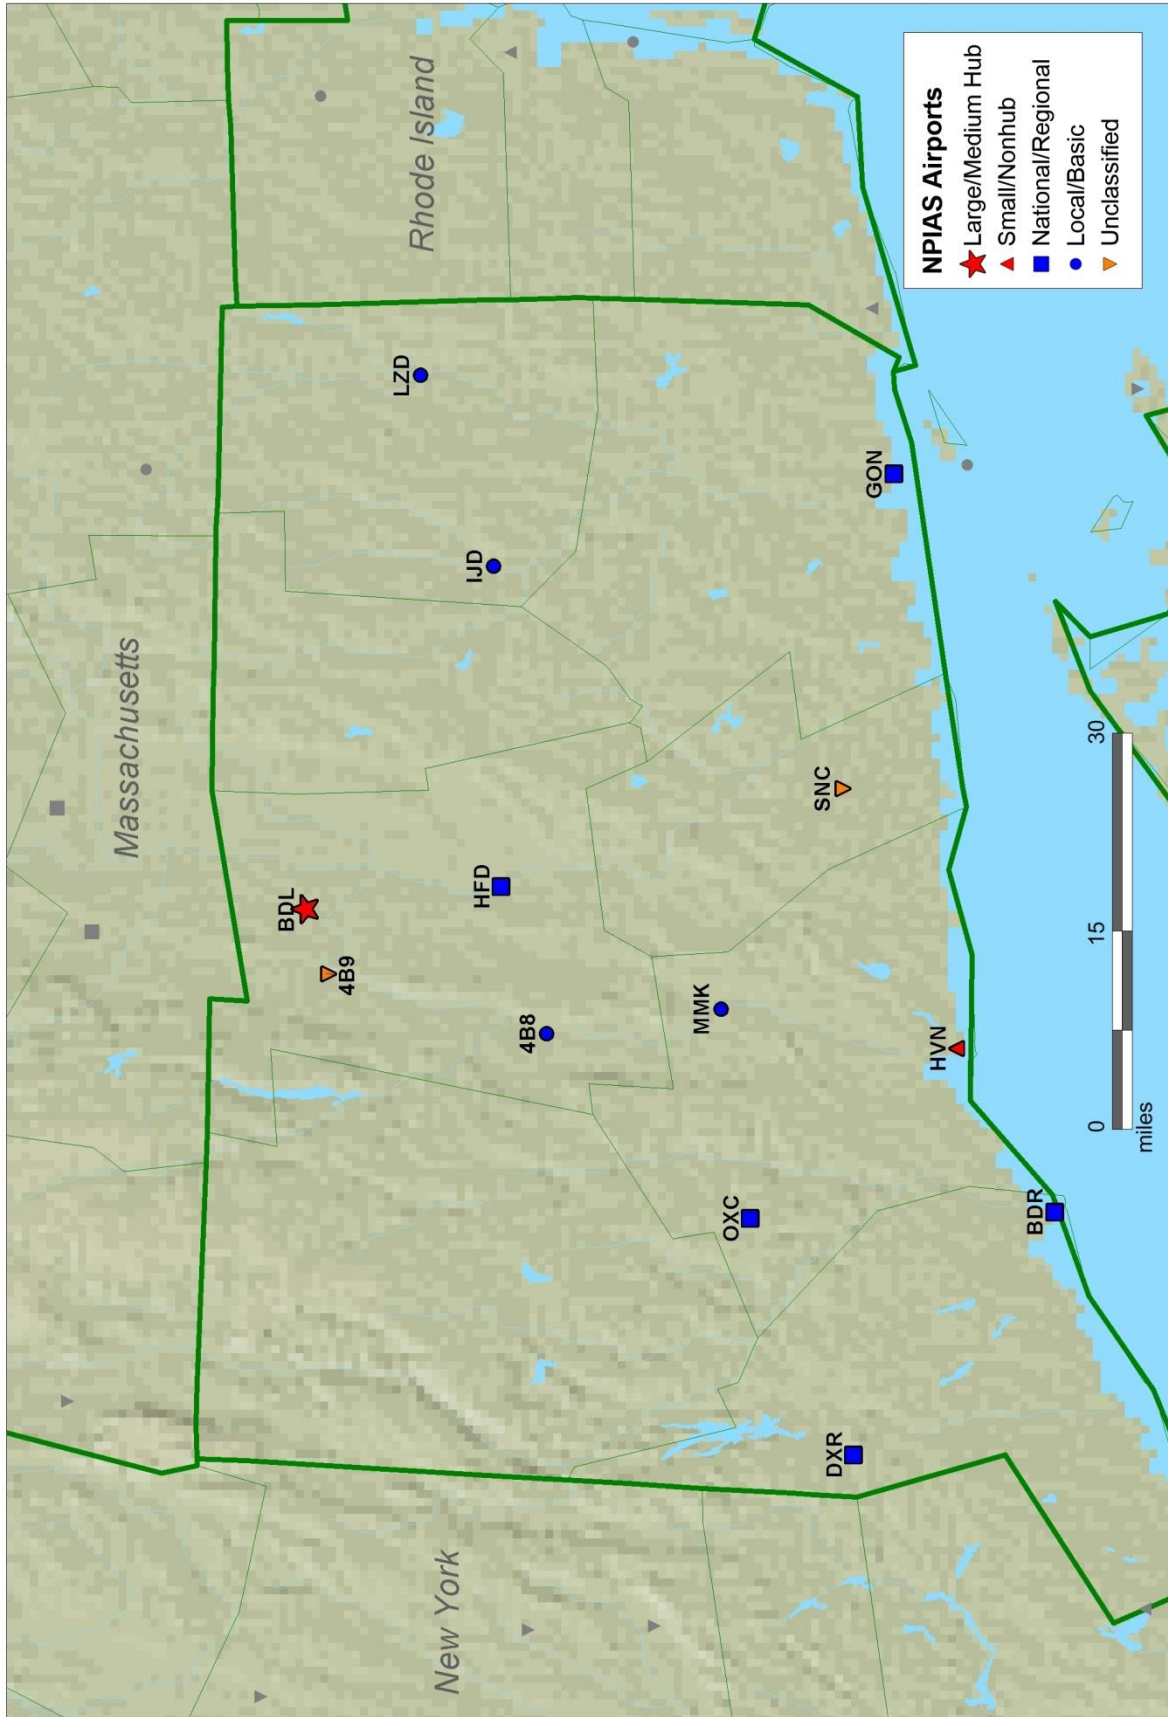 Massachusetts
Rhode Island
New York
BDL
4B9
HFD
4B8
LZD
IJD
MMK
OXC
SNC
GON
DXR
HVN
BDR
NPIAS Airports
Large/Medium Hub
Small/Nonhub
National/Regional
Local/Basic
Unclassified
0 15 30
miles